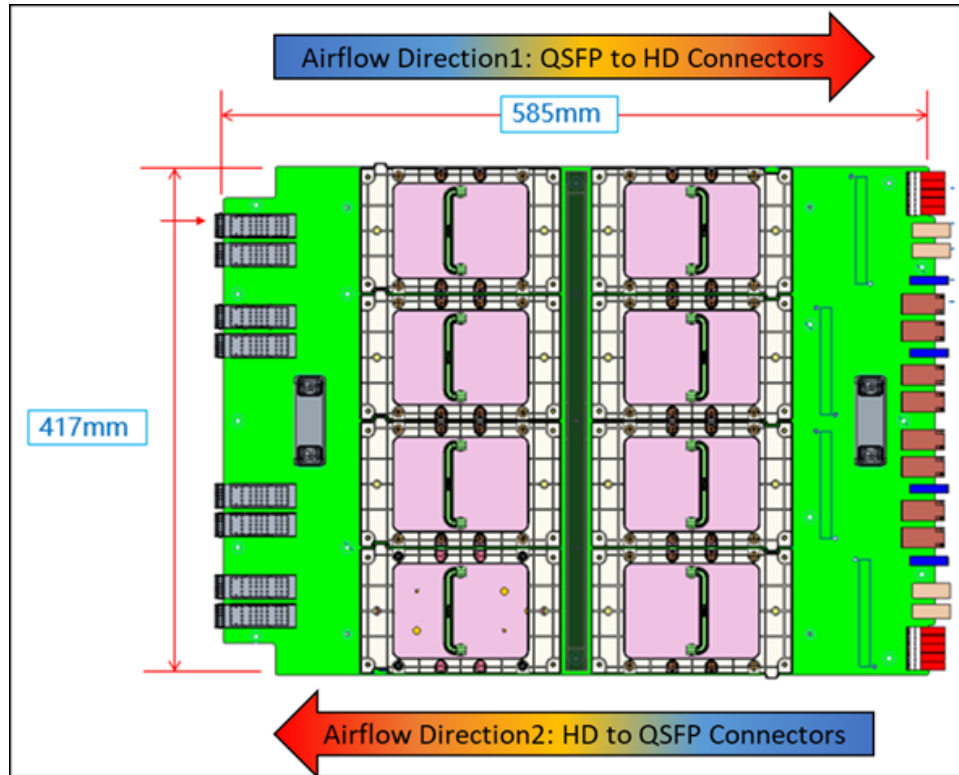 Airflow Direction1: QSFP to HD Connectors
585mm
417mm
Airflow Direction2: HD to QSFP Connectors